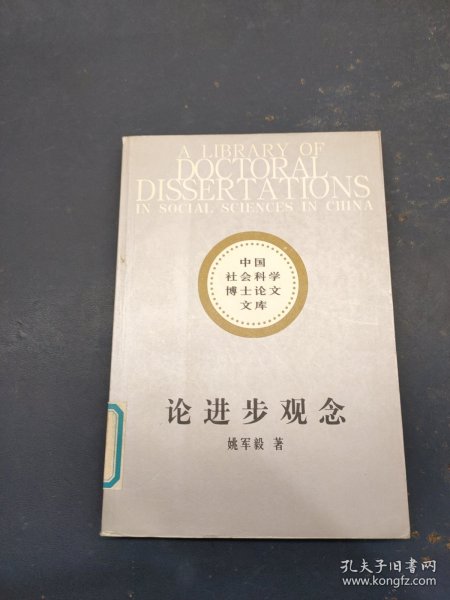 A LIBRARY OF
DOCTORAL
DISSERTATIONS
IN SOCIAL SCIENCES IN CHINA
中国
社会科学
博士论文
文库
论进步观念
姚军毅 著
孔夫子旧书网
www.kongfz.com